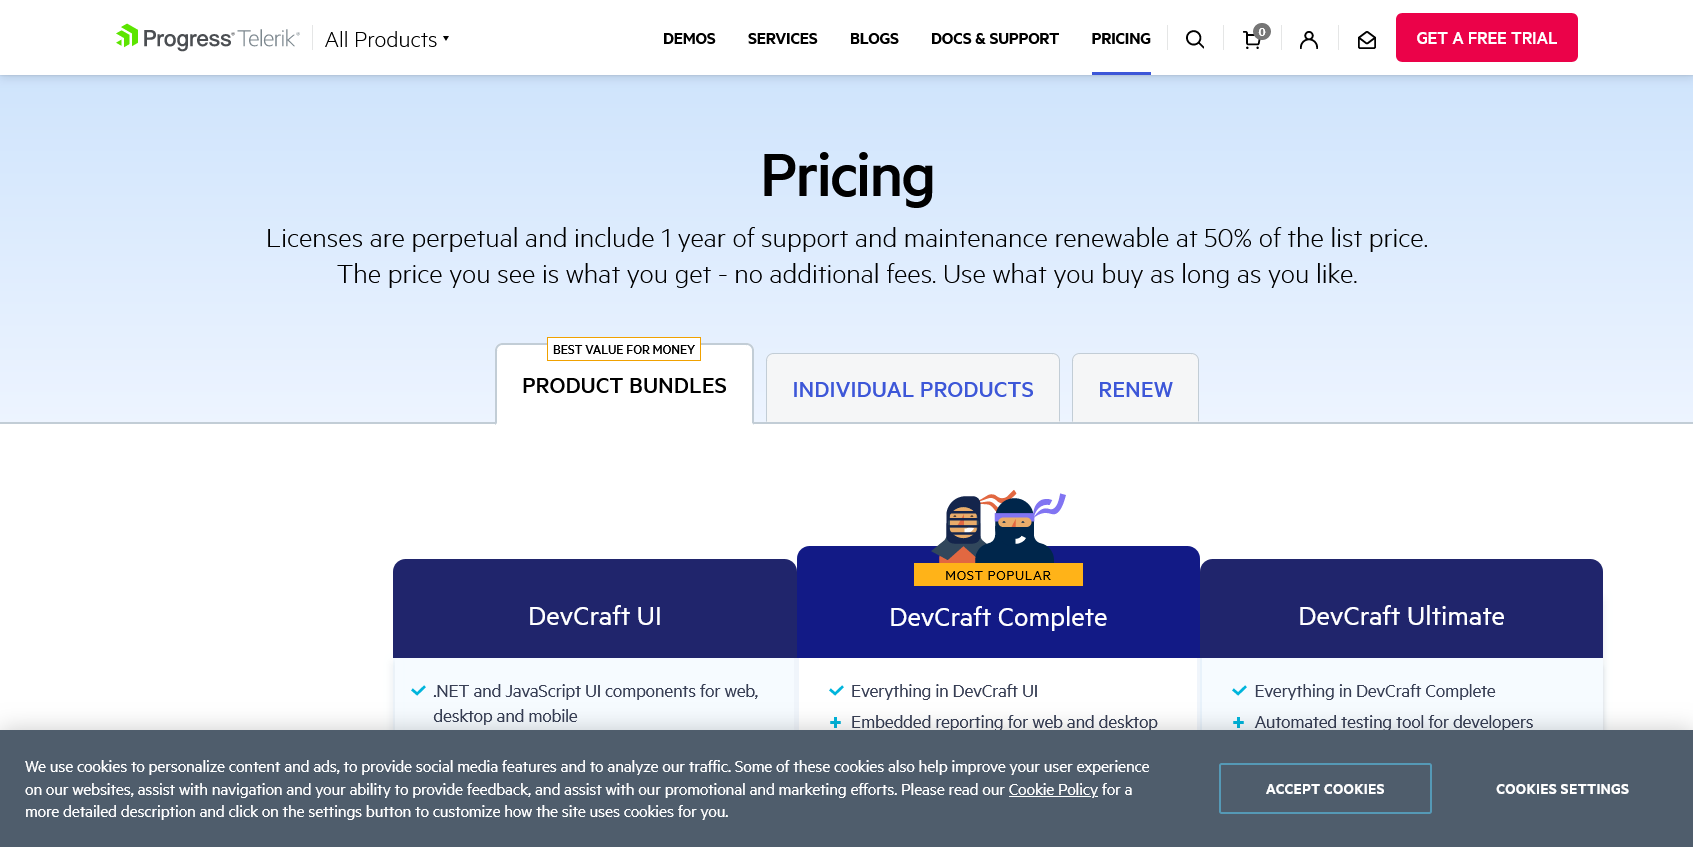 Progress® Telerik®
All Products
DEMOS
SERVICES
BLOGS
DOCS & SUPPORT
PRICING
0
GET A FREE TRIAL
Pricing
Licenses are perpetual and include 1 year of support and maintenance renewable at 50% of the list price.
The price you see is what you get - no additional fees. Use what you buy as long as you like.
BEST VALUE FOR MONEY
PRODUCT BUNDLES
INDIVIDUAL PRODUCTS
RENEW
MOST POPULAR
DevCraft UI
DevCraft Complete
DevCraft Ultimate
.NET and JavaScript UI components for web,
desktop and mobile
Everything in DevCraft UI
Embedded reporting for web and desktop
Everything in DevCraft Complete
Automated testing tool for developers
We use cookies to personalize content and ads, to provide social media features and to analyze our traffic. Some of these cookies also help improve your user experience
on our websites, assist with navigation and your ability to provide feedback, and assist with our promotional and marketing efforts. Please read our Cookie Policy for a
more detailed description and click on the settings button to customize how the site uses cookies for you.
ACCEPT COOKIES
COOKIES SETTINGS